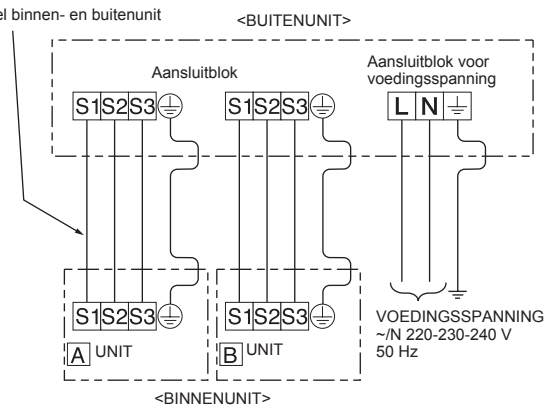 binnen- en buitenunit
<BUITENUNIT>
Aansluitblok
Aansluitblok voor
voedingsspanning
S1 S2 S3
S1 S2 S3
L N
S1 S2 S3
S1 S2 S3
A UNIT
B UNIT
VOEDINGSSPANNING
~/N 220-230-240 V
50 Hz
<BINNENUNIT>